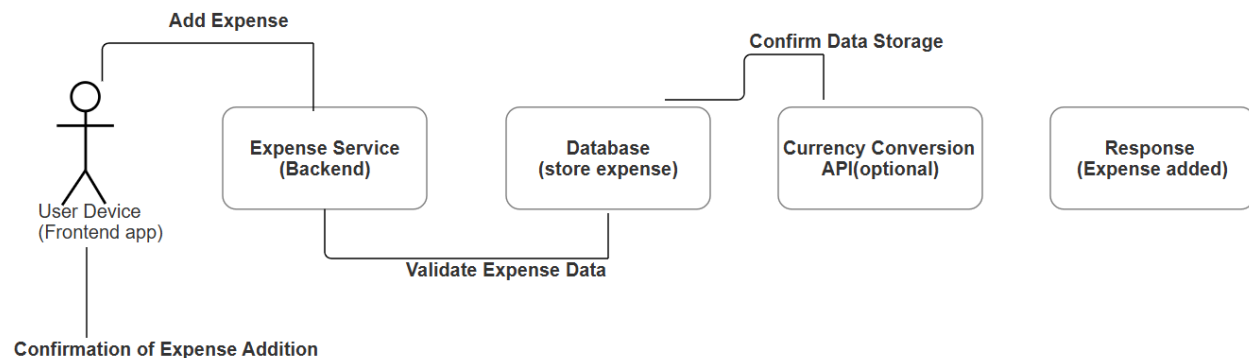 Add Expense
Confirm Data Storage
Expense Service
(Backend)
Database
(store expense)
Currency Conversion
API(optional)
Response
(Expense added)
User Device
(Frontend app)
Validate Expense Data
Confirmation of Expense Addition